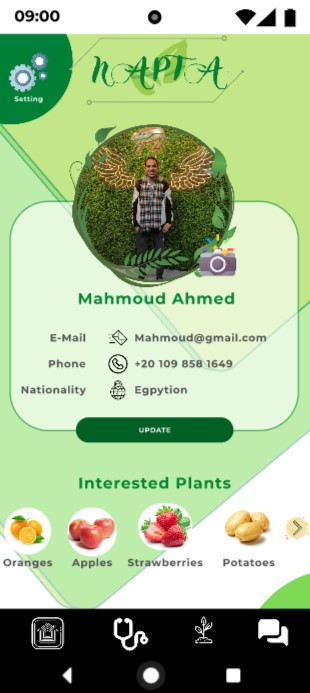 09:00
NAPTA
Setting
Mahmoud Ahmed
E-Mail Mahmoud@gmail.com
Phone +20 109 858 1649
Nationality Egpytion
UPDATE
Interested Plants
Oranges Apples Strawberries Potatoes